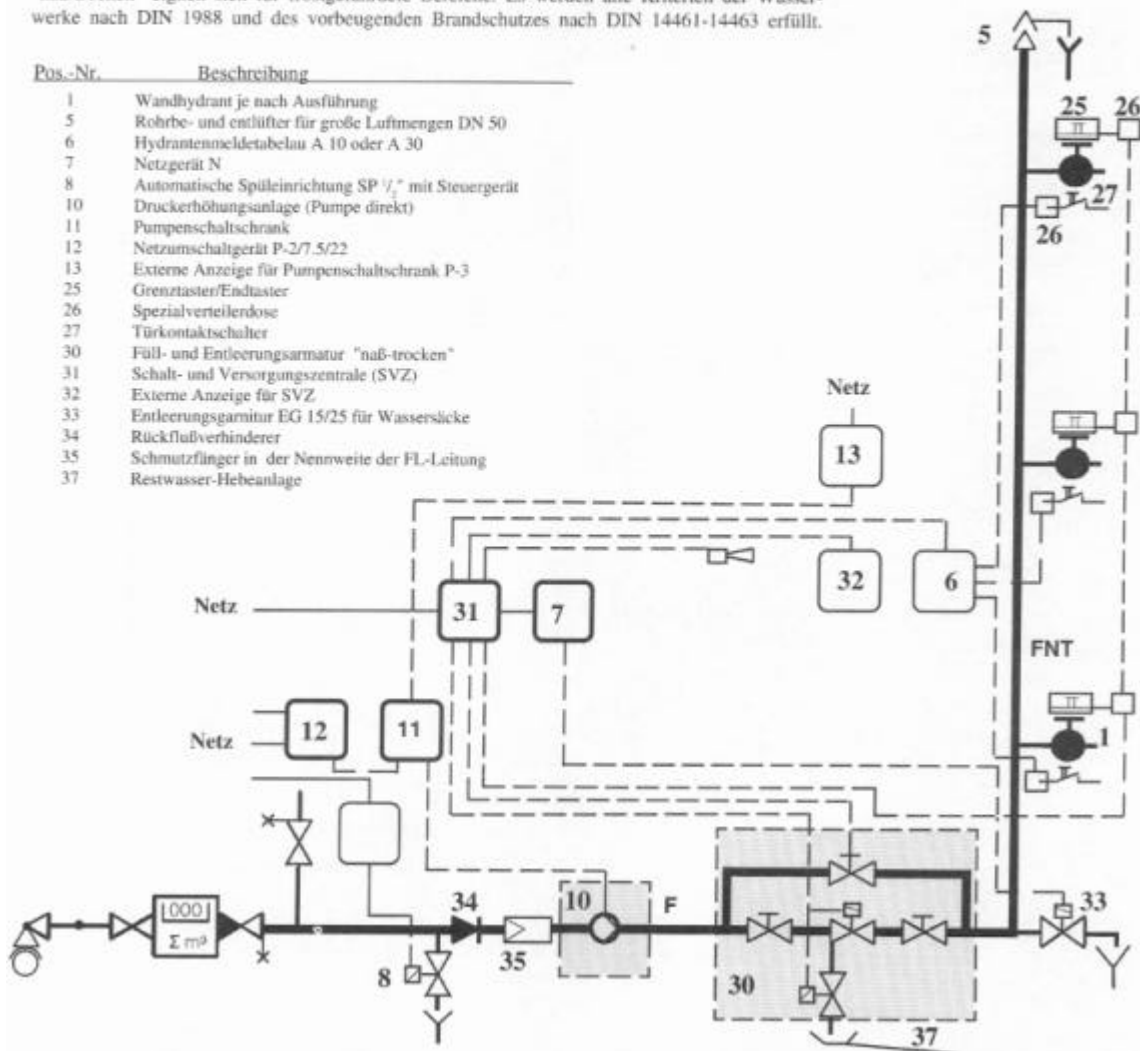 werke nach DIN 1988 und des vorbeugenden Brandschutzes nach DIN 14461-14463 erfüllt.
Pos.-Nr. Beschreibung
1 Wandhydrant je nach Ausführung
5 Rohrbe- und entlüfter für große Luftmengen DN 50
6 Hydrantenmeldetabelau A 10 oder A 30
7 Netzgerät N
8 Automatische Spüleinrichtung SP 1/2" mit Steuergerät
10 Druckerhöhungsanlage (Pumpe direkt)
11 Pumpenschaltschrank
12 Netzumschaltgerät P-2/7.5/22
13 Externe Anzeige für Pumpenschaltschrank P-3
25 Grenztaster/Endtaster
26 Spezialverteilerdose
27 Türkontaktschalter
30 Füll- und Entleerungsarmatur "naß-trocken"
31 Schalt- und Versorgungszentrale (SVZ)
32 Externe Anzeige für SVZ
33 Entleerungsgarnitur EG 15/25 für Wassersäcke
34 Rückflußverhinderer
35 Schmutzfänger in der Nennweite der FL-Leitung
37 Restwasser-Hebeanlage
5
25 26
27
26
Netz
13
32
6
Netz
31
7
FNT
12
11
Netz
1
34
10
F
33
000
Σ m³
35
8
30
37